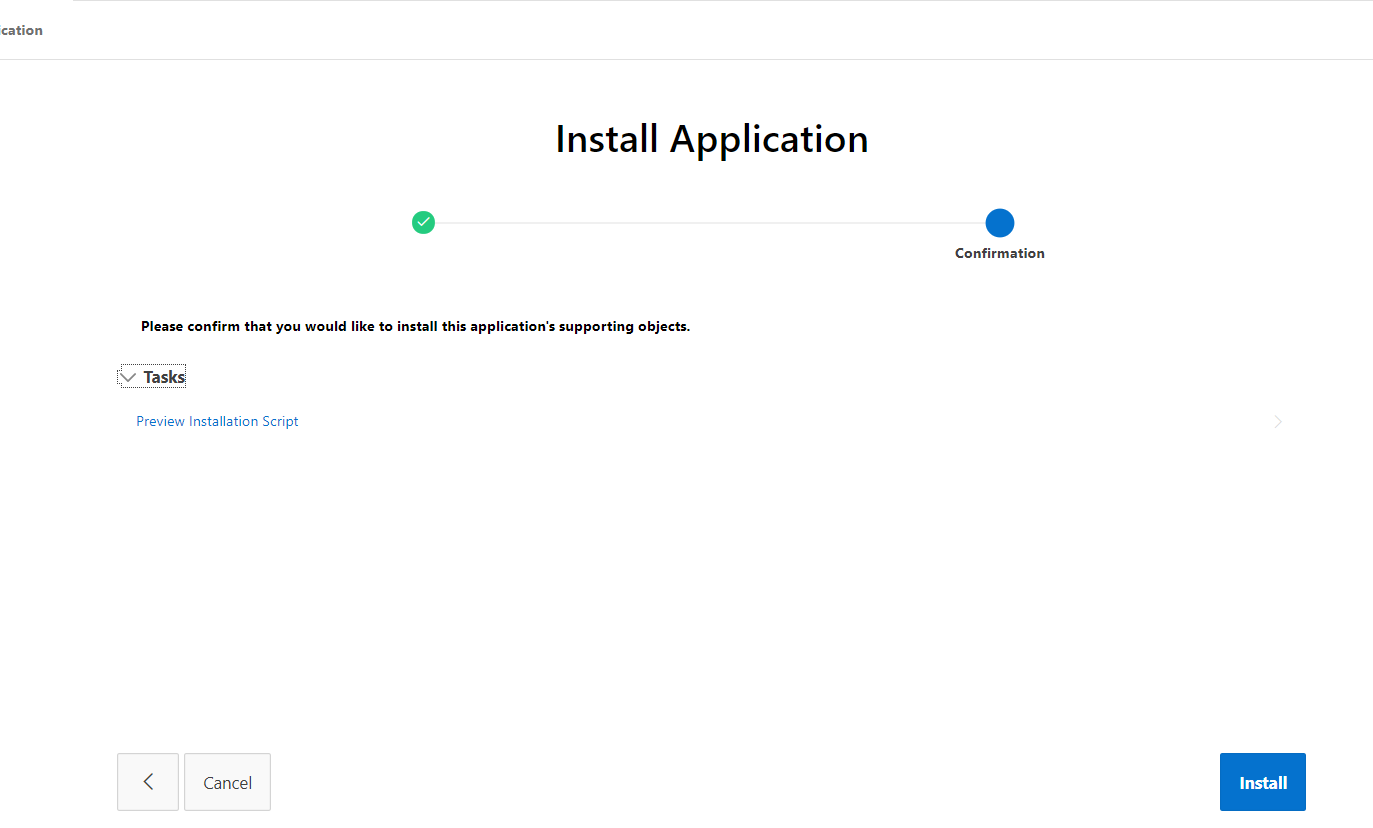 ication
Install Application
Confirmation
Please confirm that you would like to install this application's supporting objects.
Tasks
Preview Installation Script
Cancel
Install